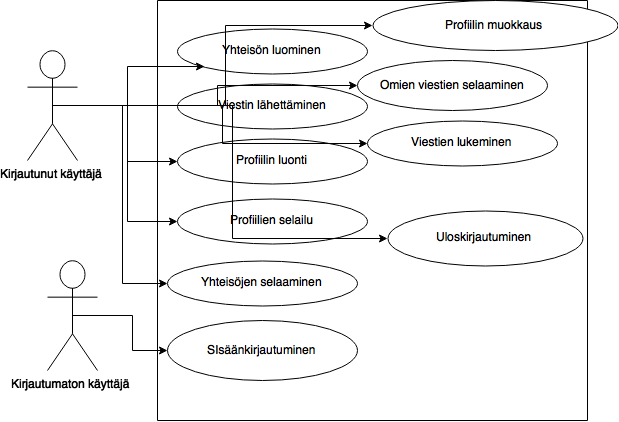 Profiilin muokkaus
Yhteisön luominen
Omien viestien selaaminen
Viestin lähettäminen
Viestien lukeminen
Profiilin luonti
Kirjautunut käyttäjä
Profiilien selailu
Uloskirjautuminen
Yhteisöjen selaaminen
SIsäänkirjautuminen
Kirjautumaton käyttäjä